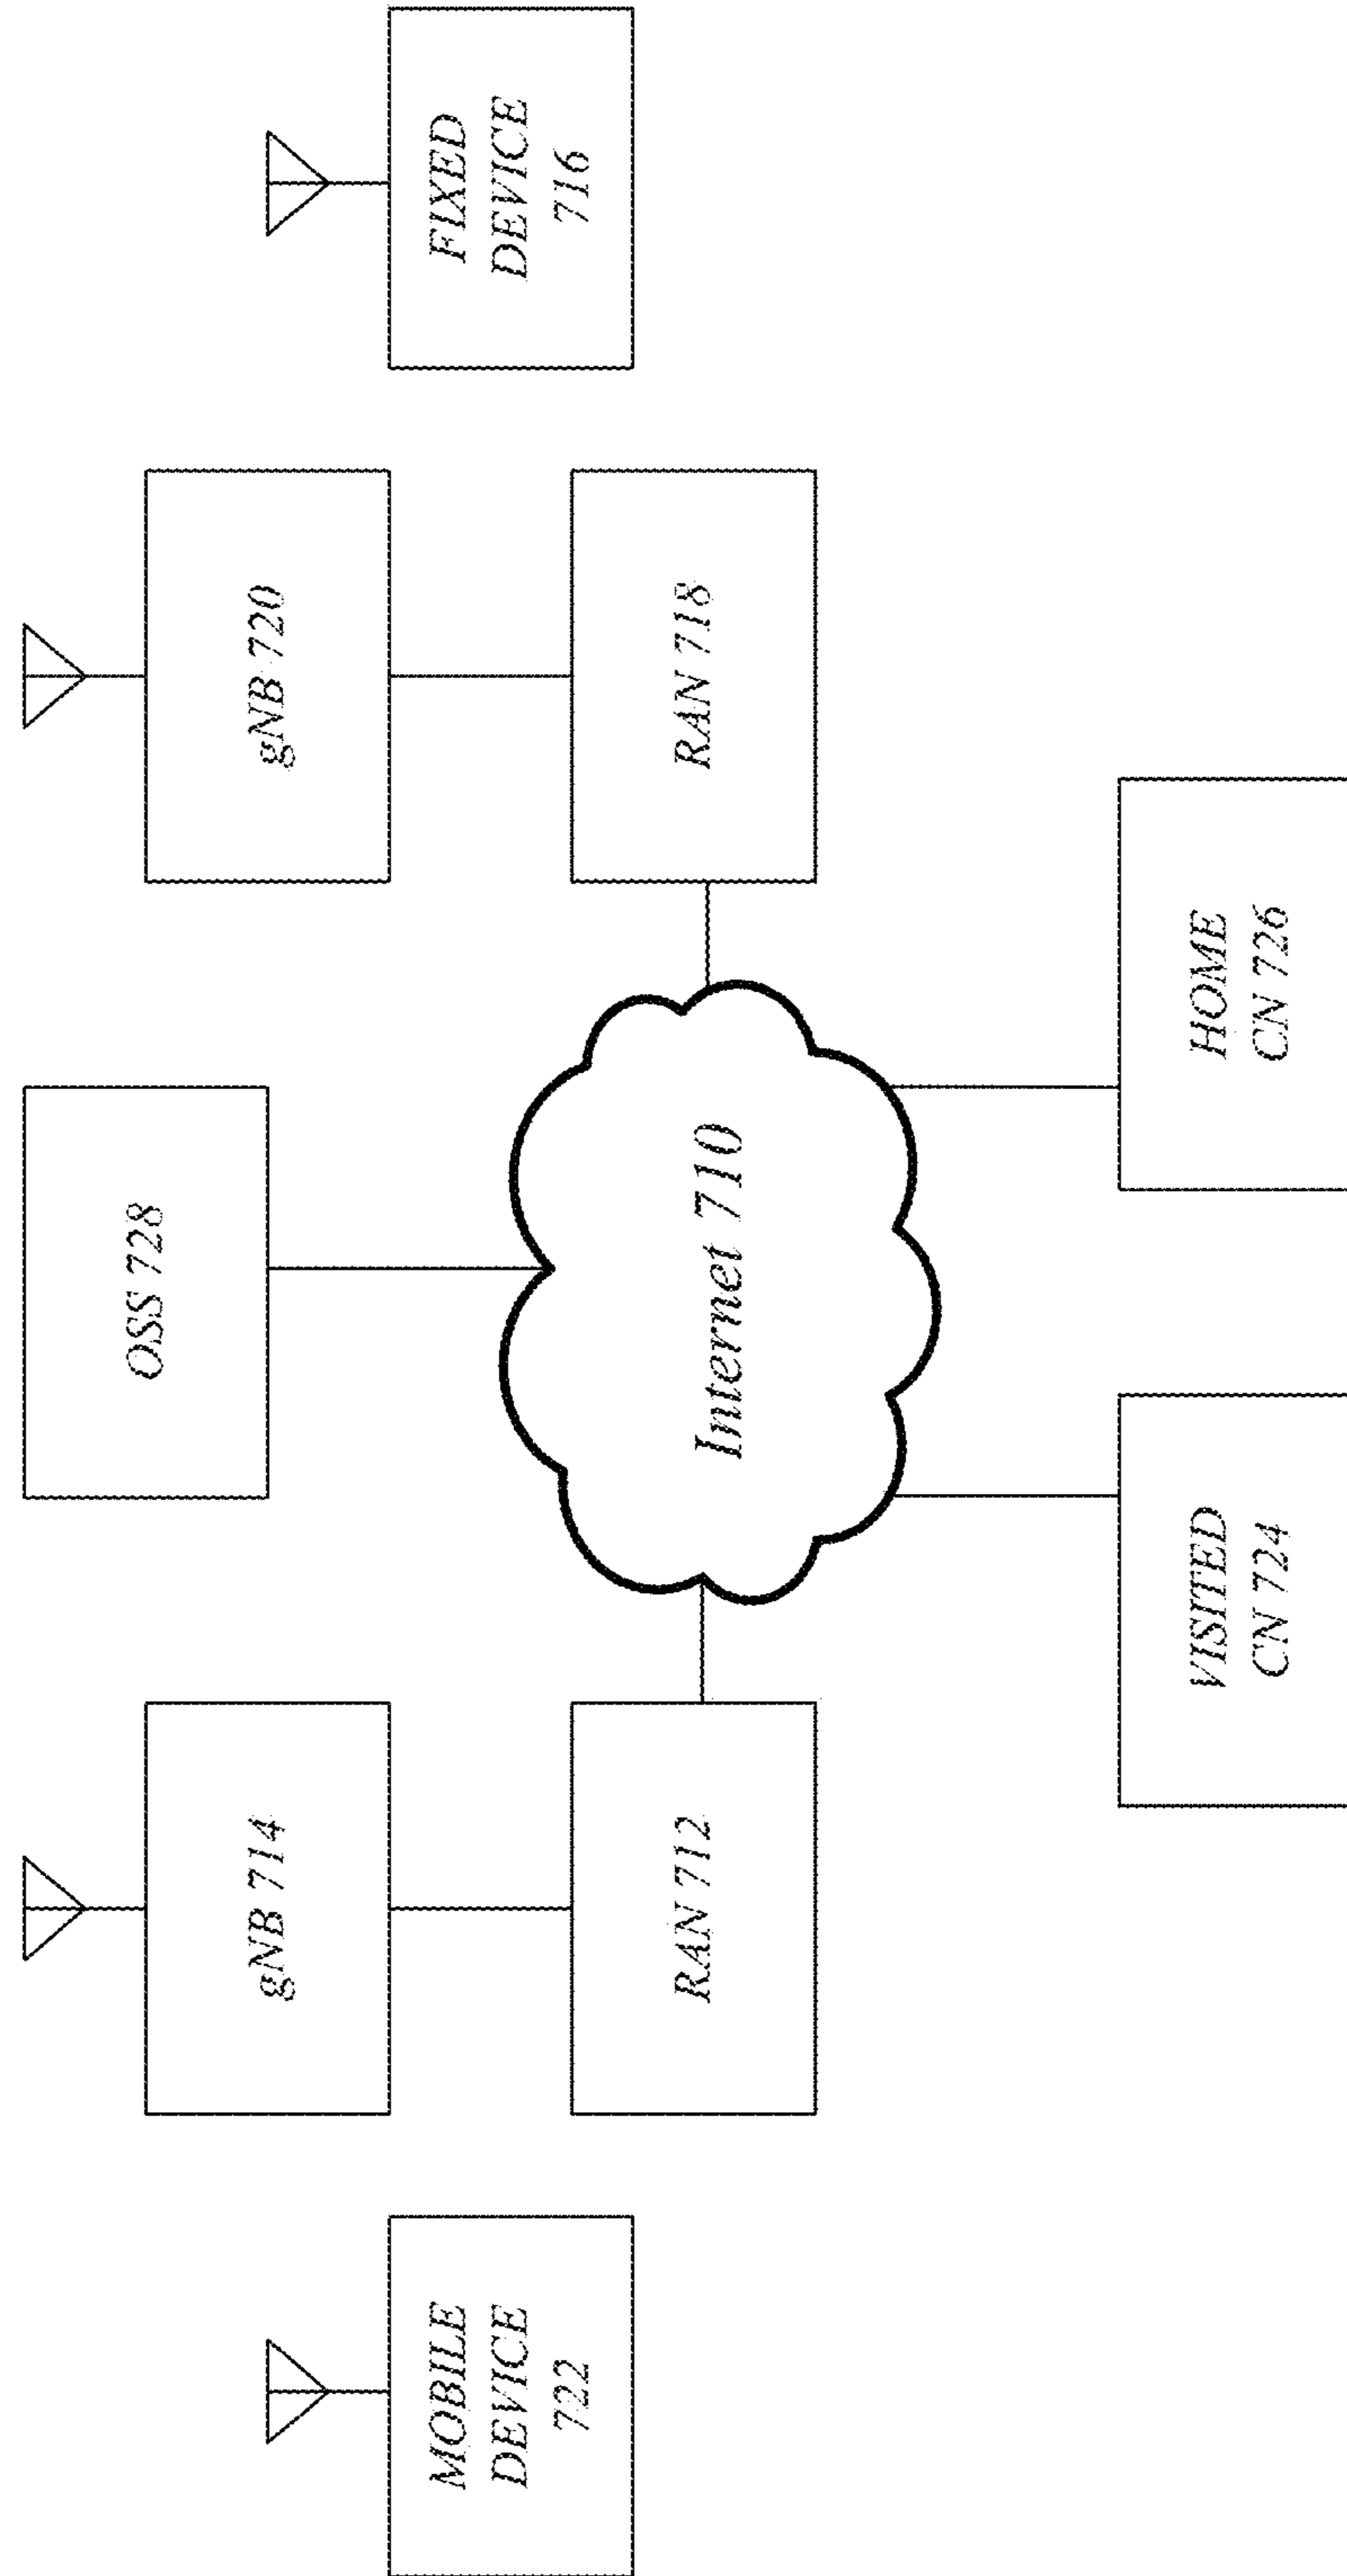 MOBILE
DEVICE
722
gNB 714
RAN 712
OSS 728
Internet 710
VISITED
CN 724
HOME
CN 726
gNB 720
RAN 718
FIXED
DEVICE
716